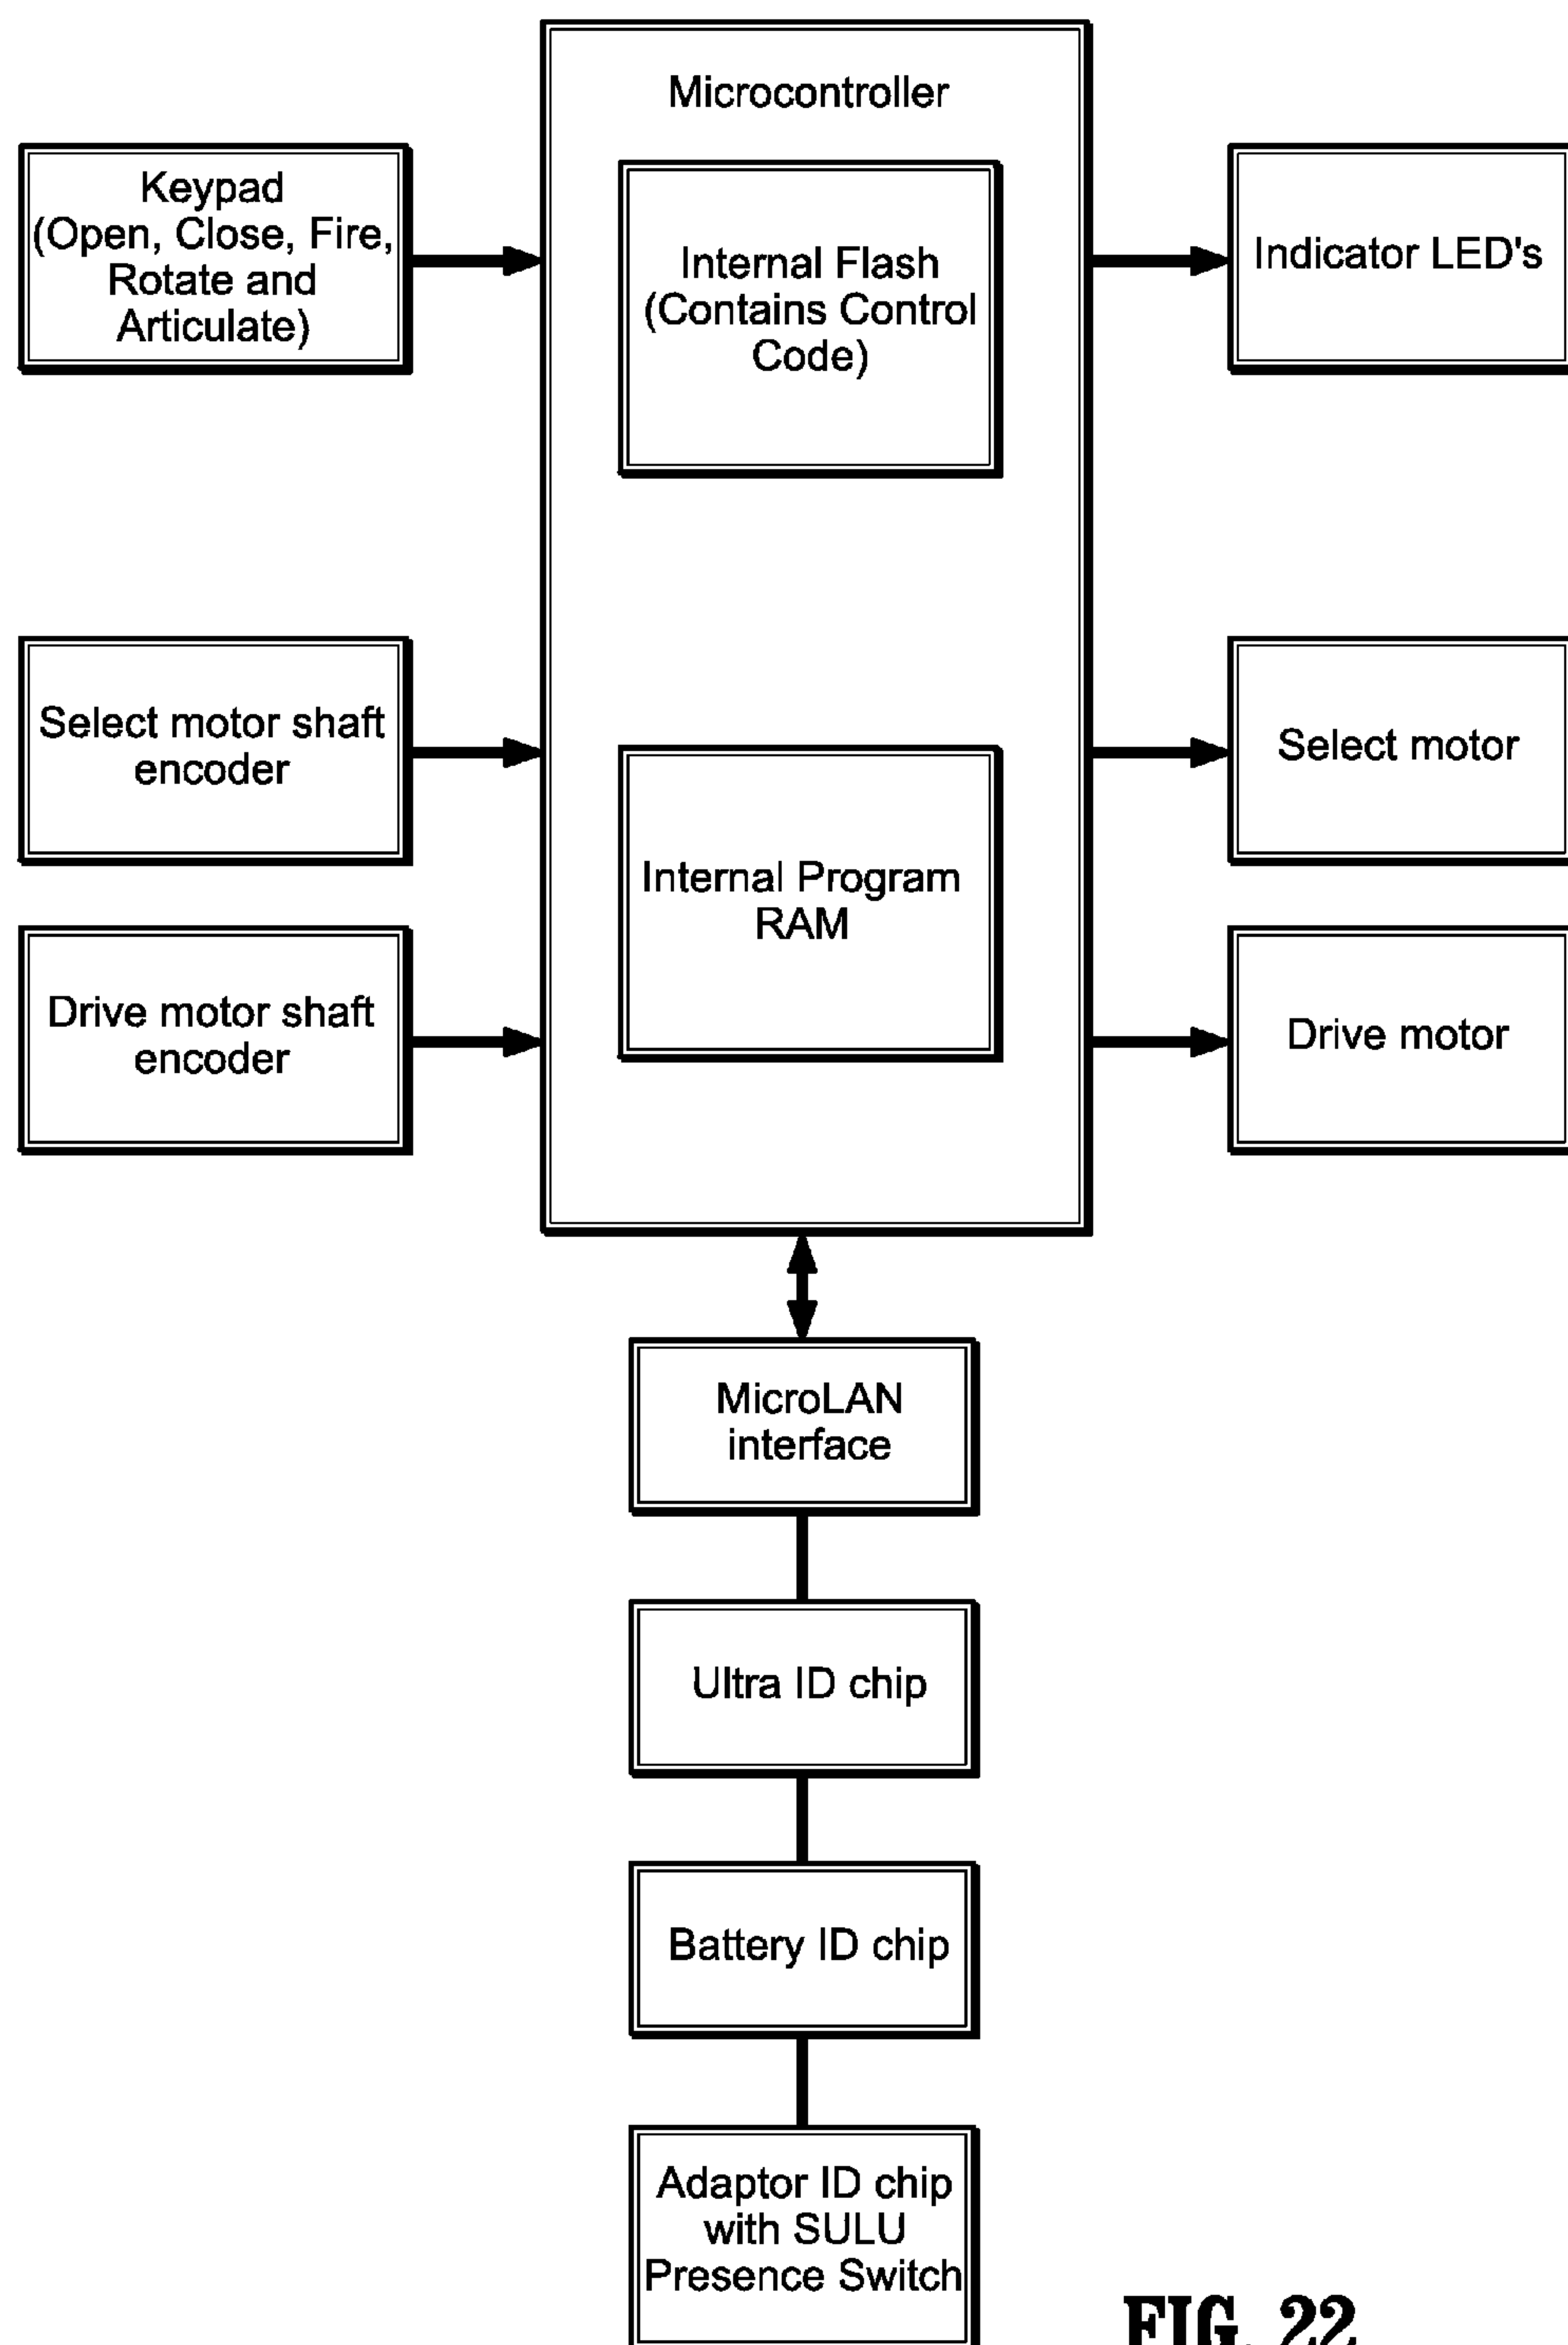 Microcontroller
Keypad
(Open, Close, Fire,
Rotate and
Articulate)
Internal Flash
(Contains Control
Code)
Indicator LED's
Select motor shaft
encoder
Select motor
Internal Program
RAM
Drive motor shaft
encoder
Drive motor
MicroLAN
interface
Ultra ID chip
Battery ID chip
Adaptor ID chip
with SULU
Presence Switch
FIG. 22